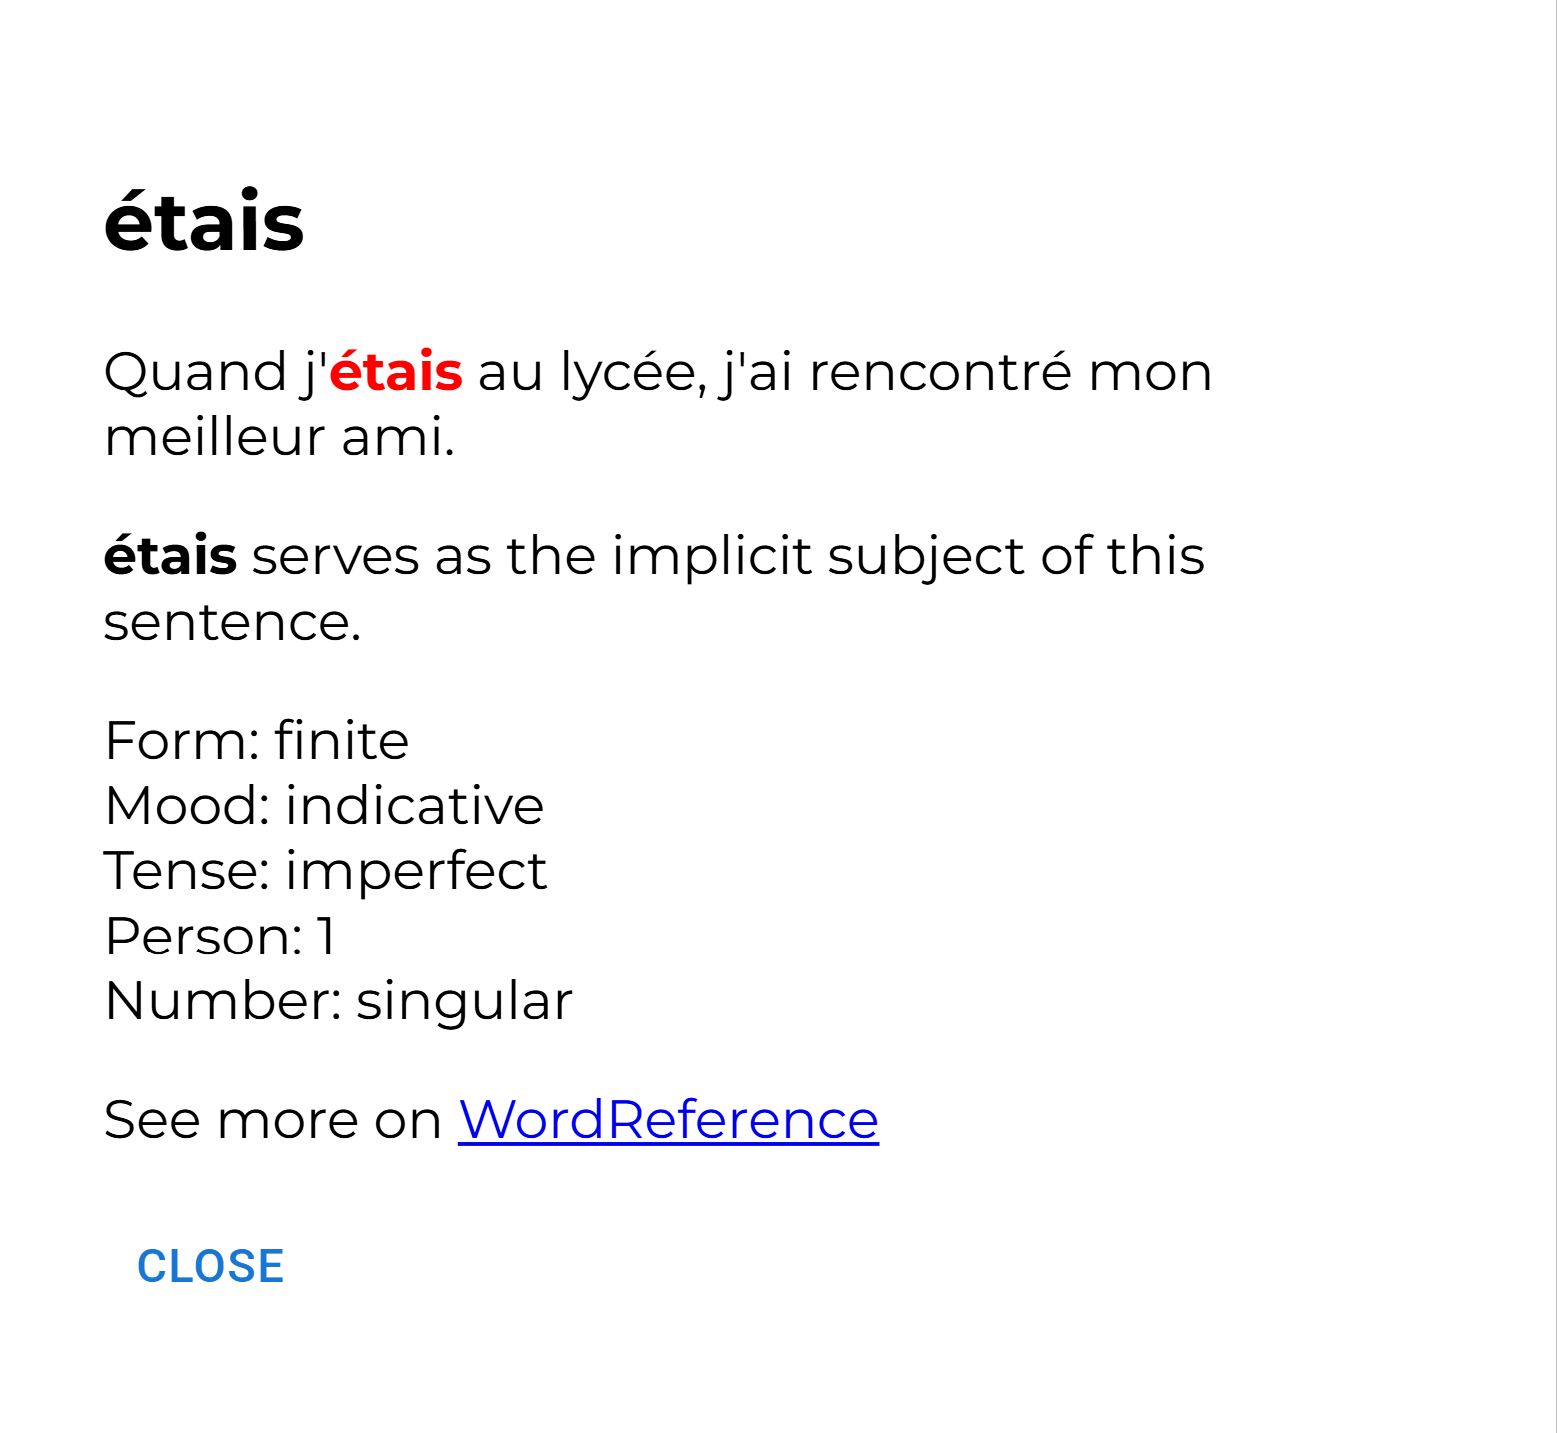 étais
Quand j'étais au lycée, j'ai rencontré mon
meilleur ami.
étais serves as the implicit subject of this
sentence.
Form: finite
Mood: indicative
Tense: imperfect
Person: 1
Number: singular
See more on WordReference
CLOSE